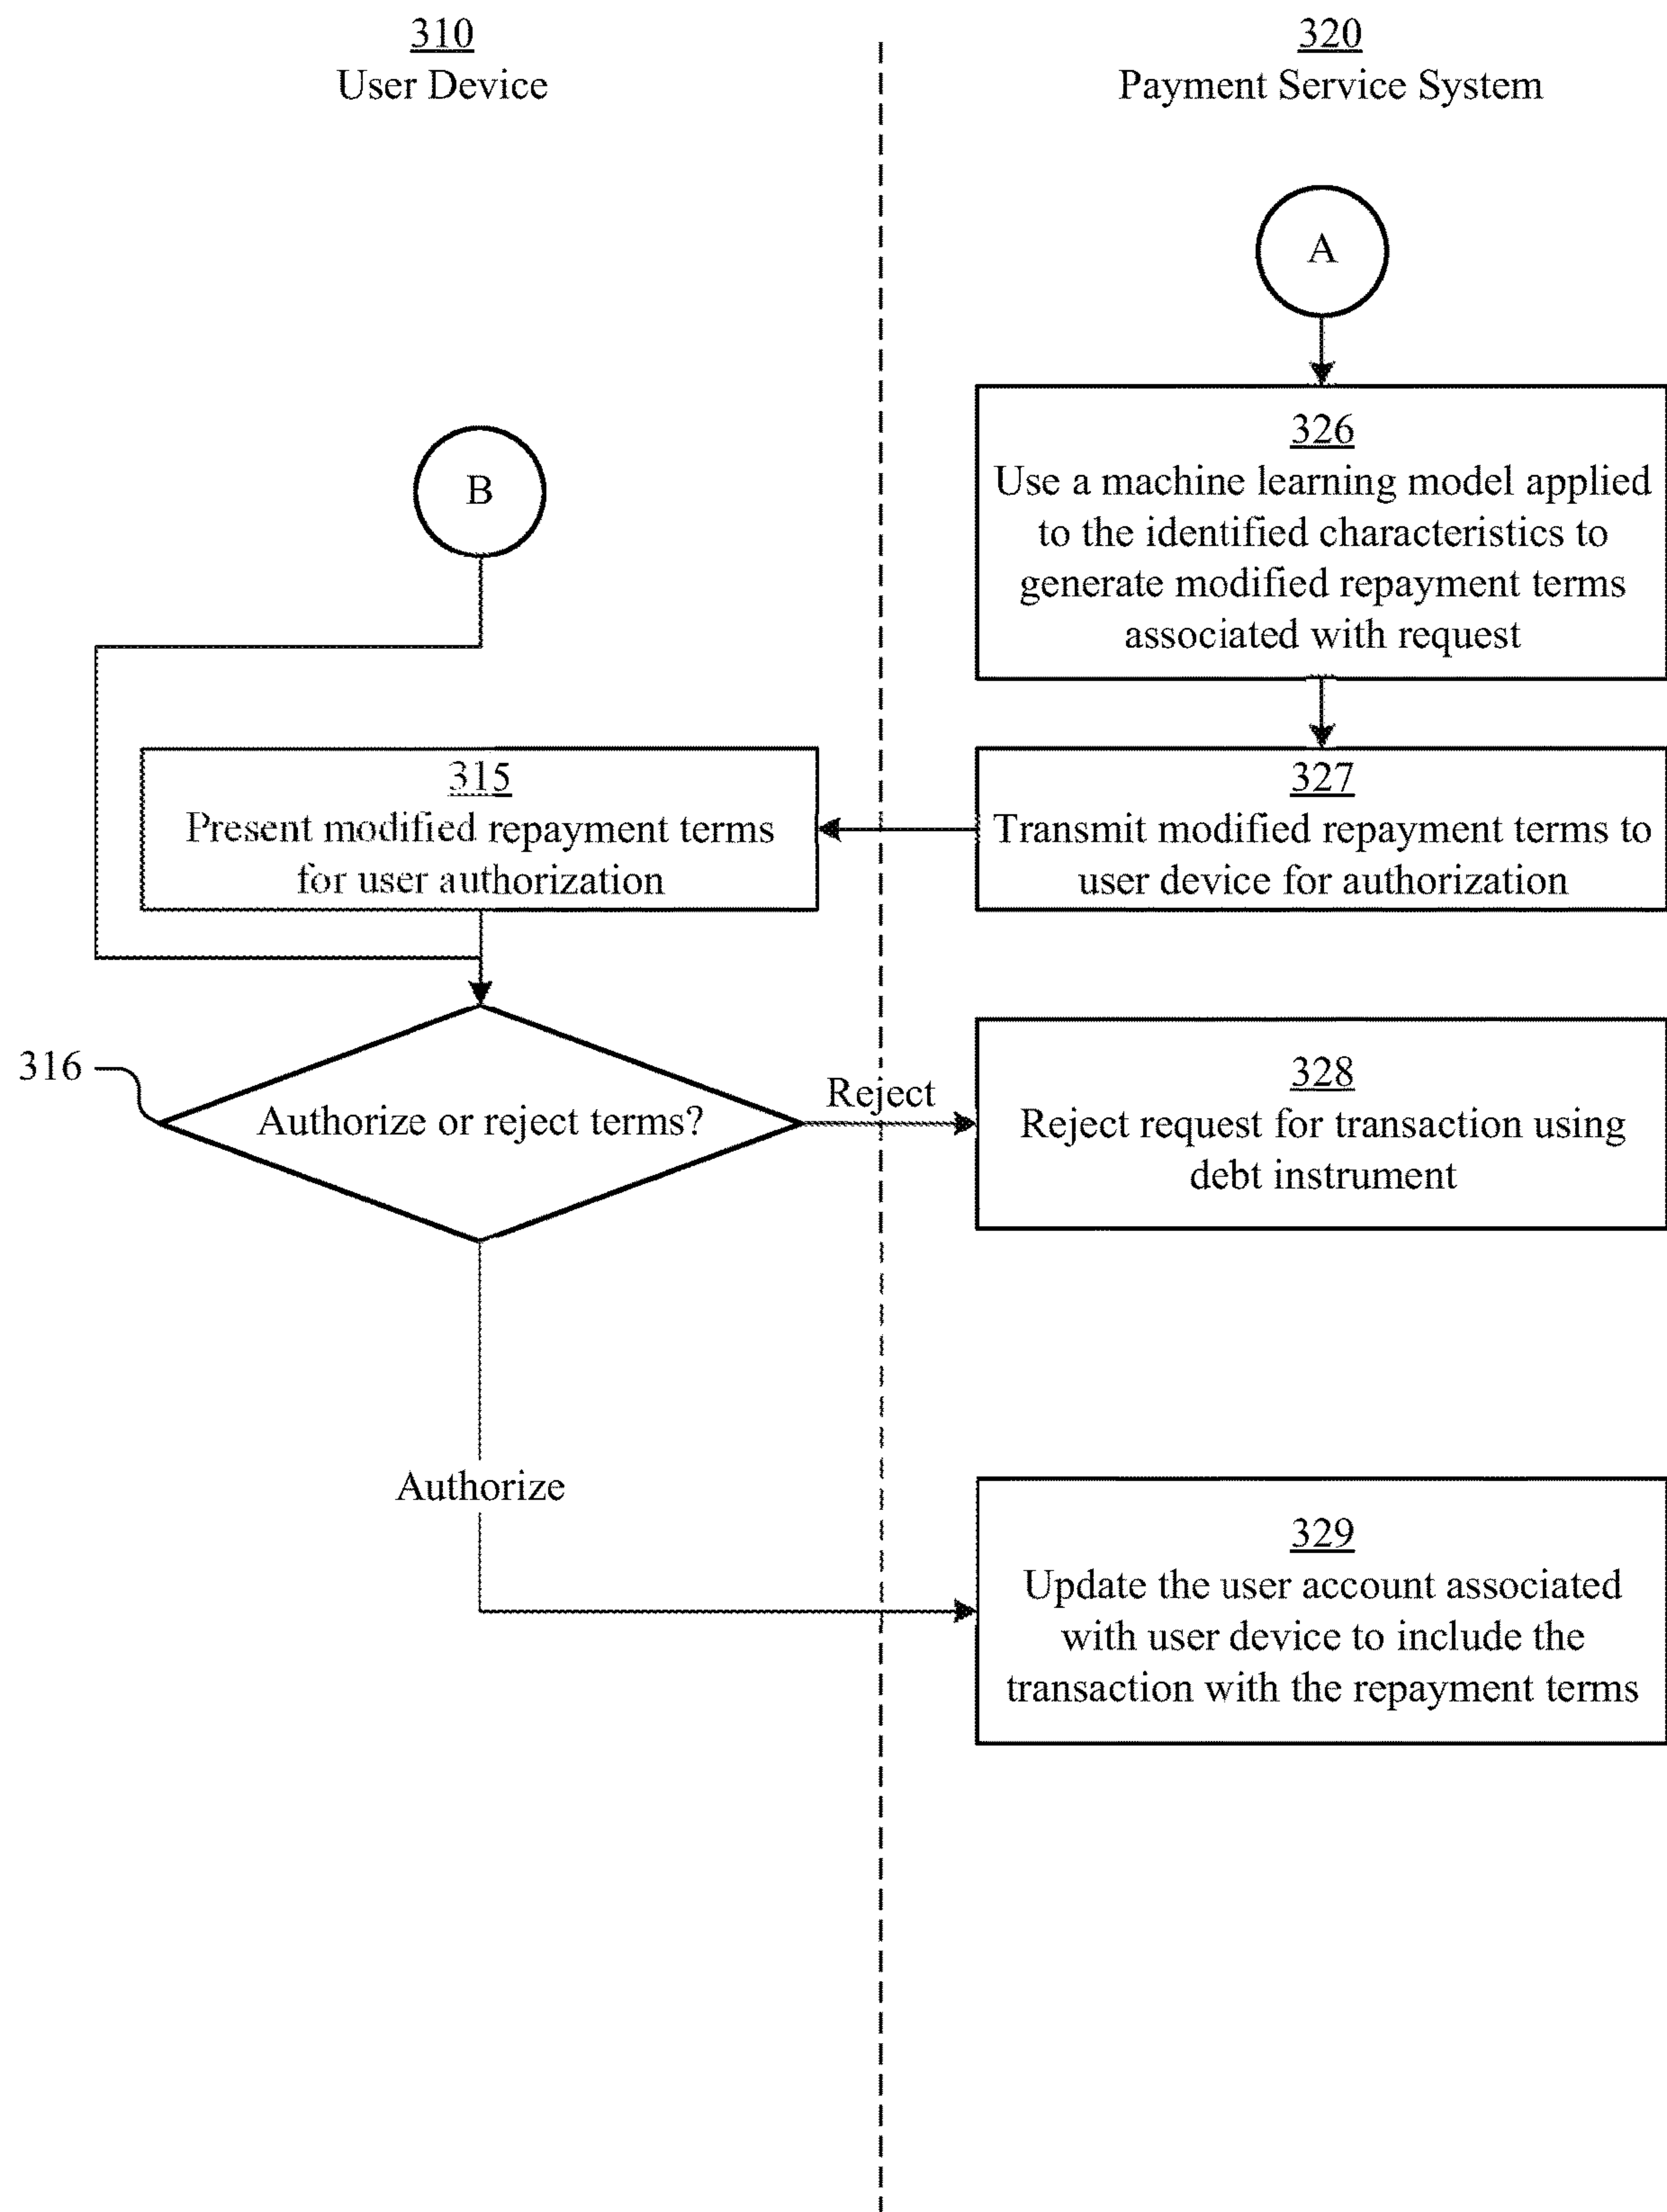 310
User Device
320
Payment Service System
A
326
Use a machine learning model applied
to the identified characteristics to
generate modified repayment terms
associated with request
B
315
Present modified repayment terms
for user authorization
327
Transmit modified repayment terms to
user device for authorization
316
Authorize or reject terms?
Reject
328
Reject request for transaction using
debt instrument
Authorize
329
Update the user account associated
with user device to include the
transaction with the repayment terms